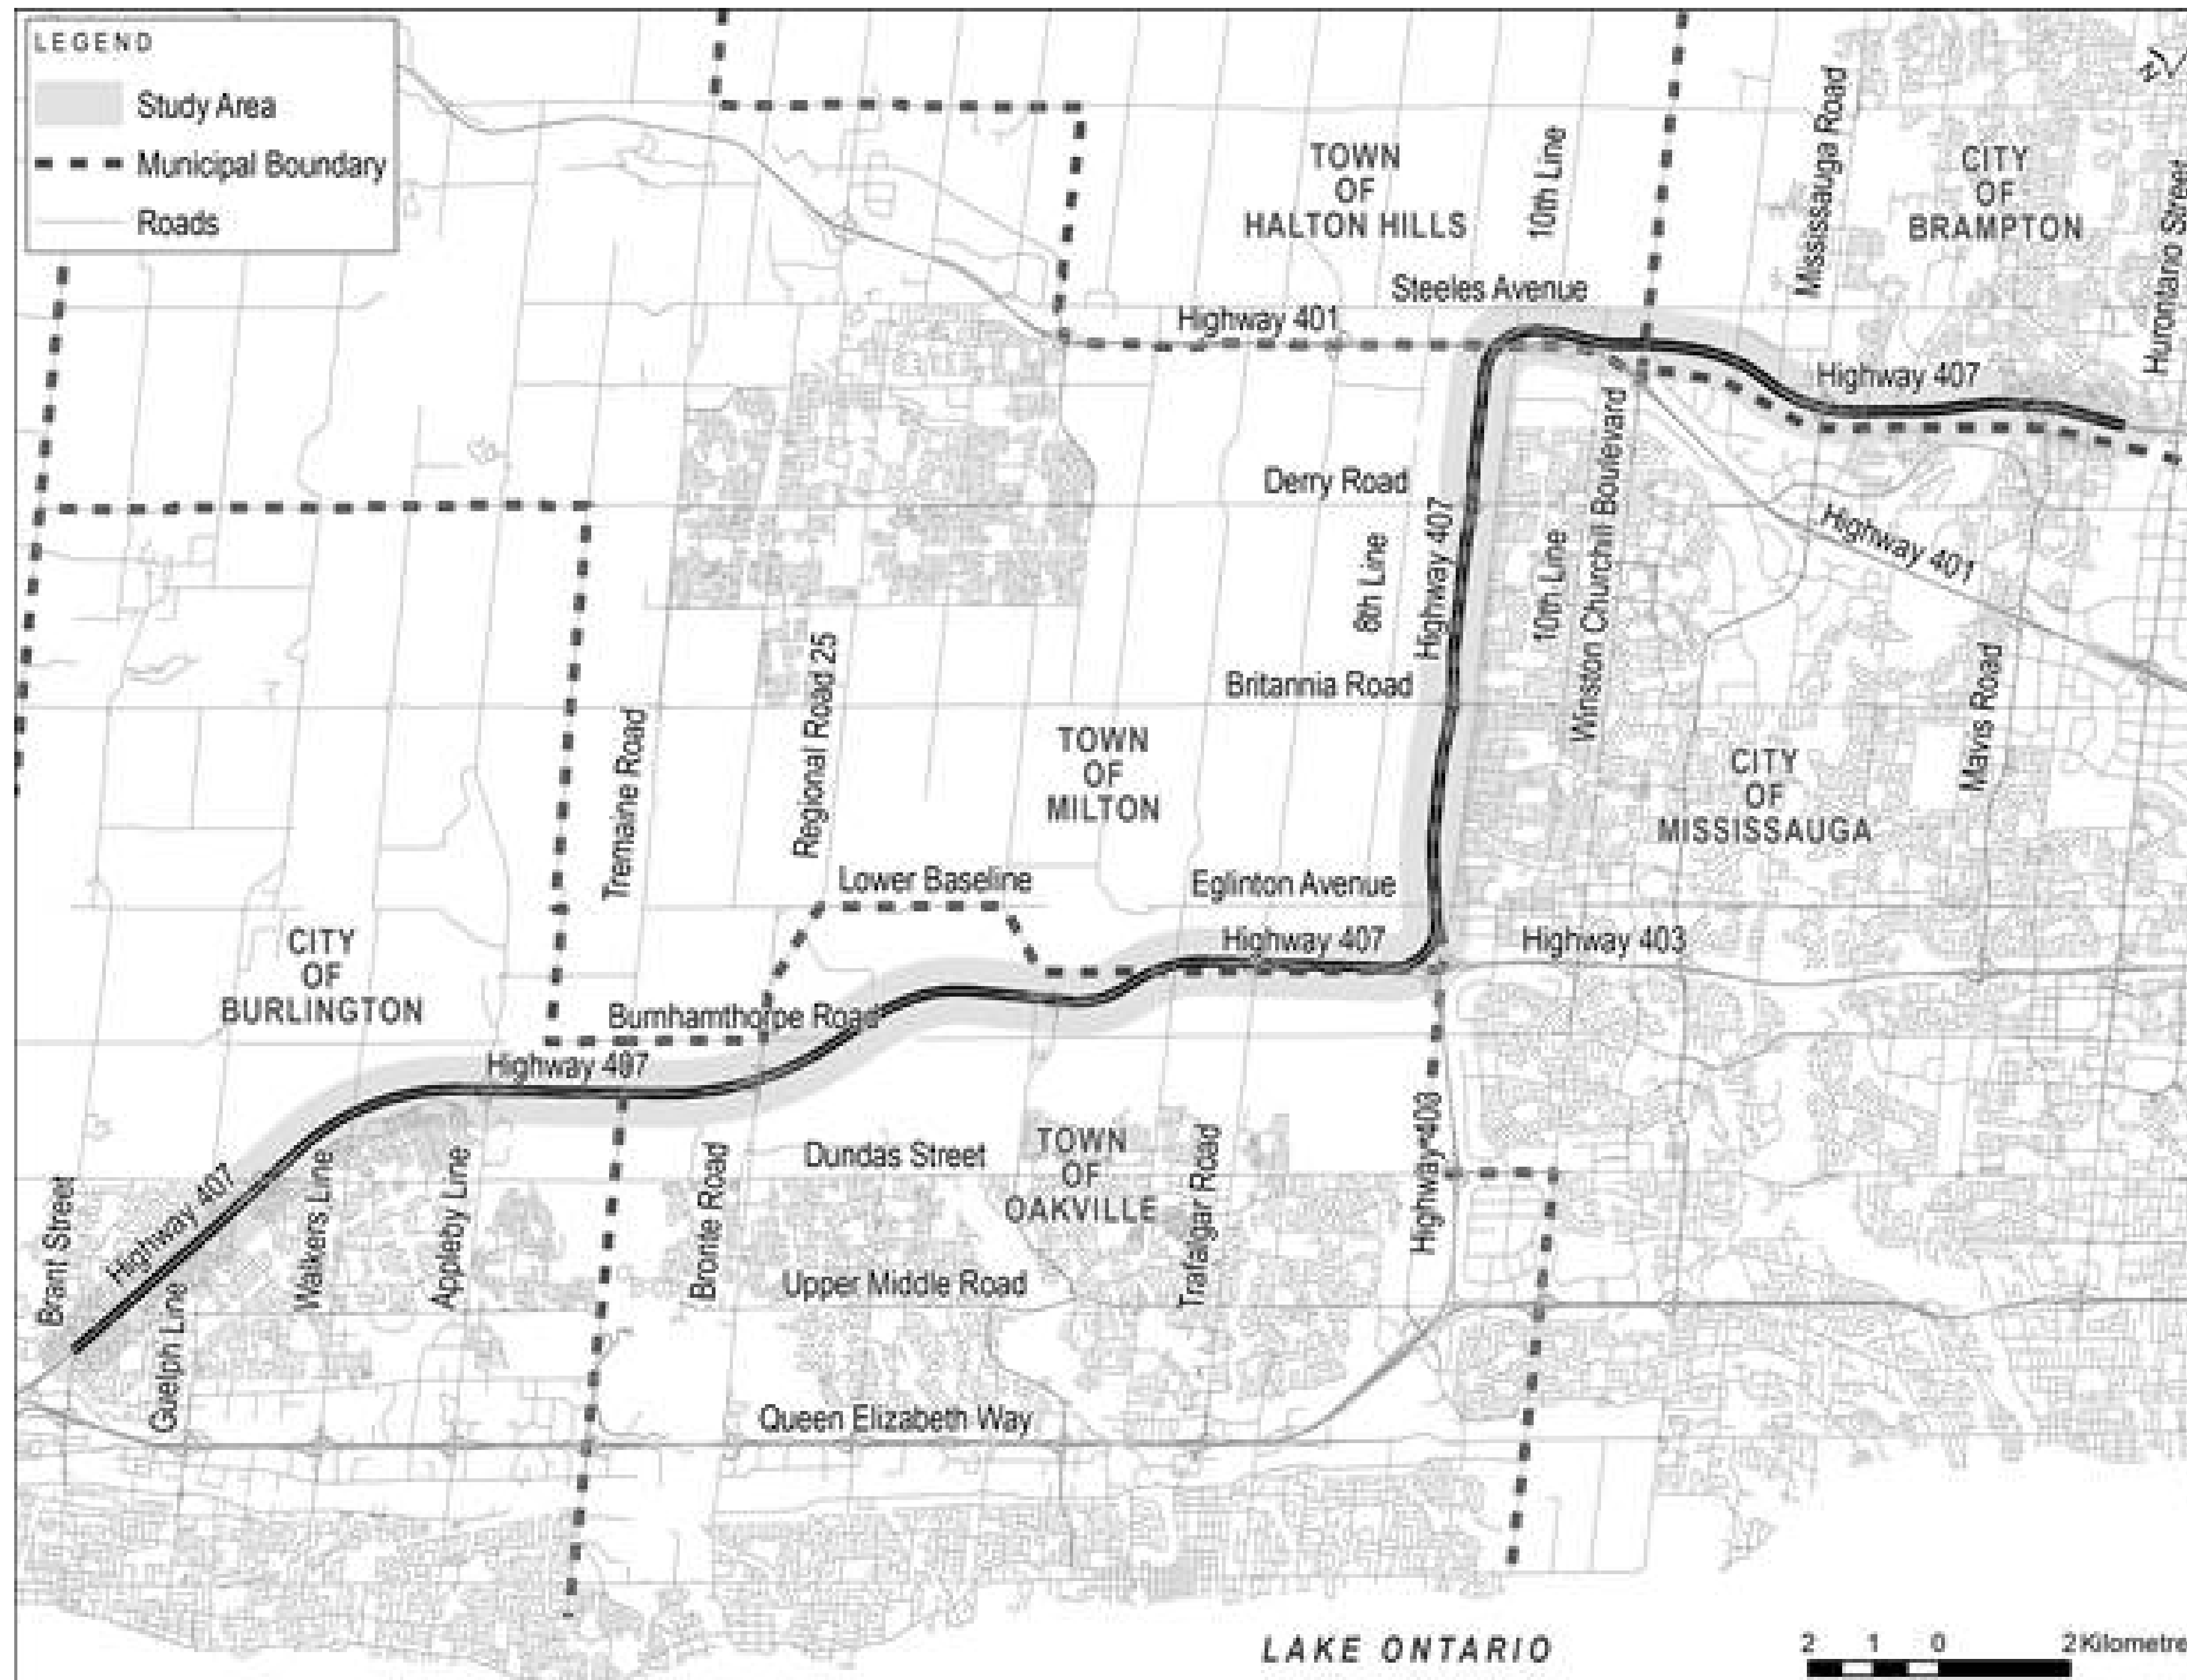 LEGEND
Study Area
Municipal Boundary
Roads
TOWN
OF
HALTON HILLS
10th Line
Mississauga Road
CITY
OF
BRAMPTON
Hurontario Street
Steeles Avenue
Highway 401
Highway 407
Derry Road
8th Line
Highway 407
10th Line
Winston Churchill Boulevard
Highway 401
Britannia Road
Mavis Road
Tremaine Road
Regional Road 25
TOWN
OF
MILTON
CITY
OF
MISSISSAUGA
Lower Baseline
Eglinton Avenue
Highway 407
Highway 403
CITY
OF
BURLINGTON
Burnhamthorpe Road
Highway 407
Highway 403
Dundas Street
TOWN
OF
OAKVILLE
Trafalgar Road
Bronte Road
Brant Street
Highway 407
Guelph Line
Walkers Line
Appleby Line
Upper Middle Road
Queen Elizabeth Way
LAKE ONTARIO
2 1 0 2 Kilometre